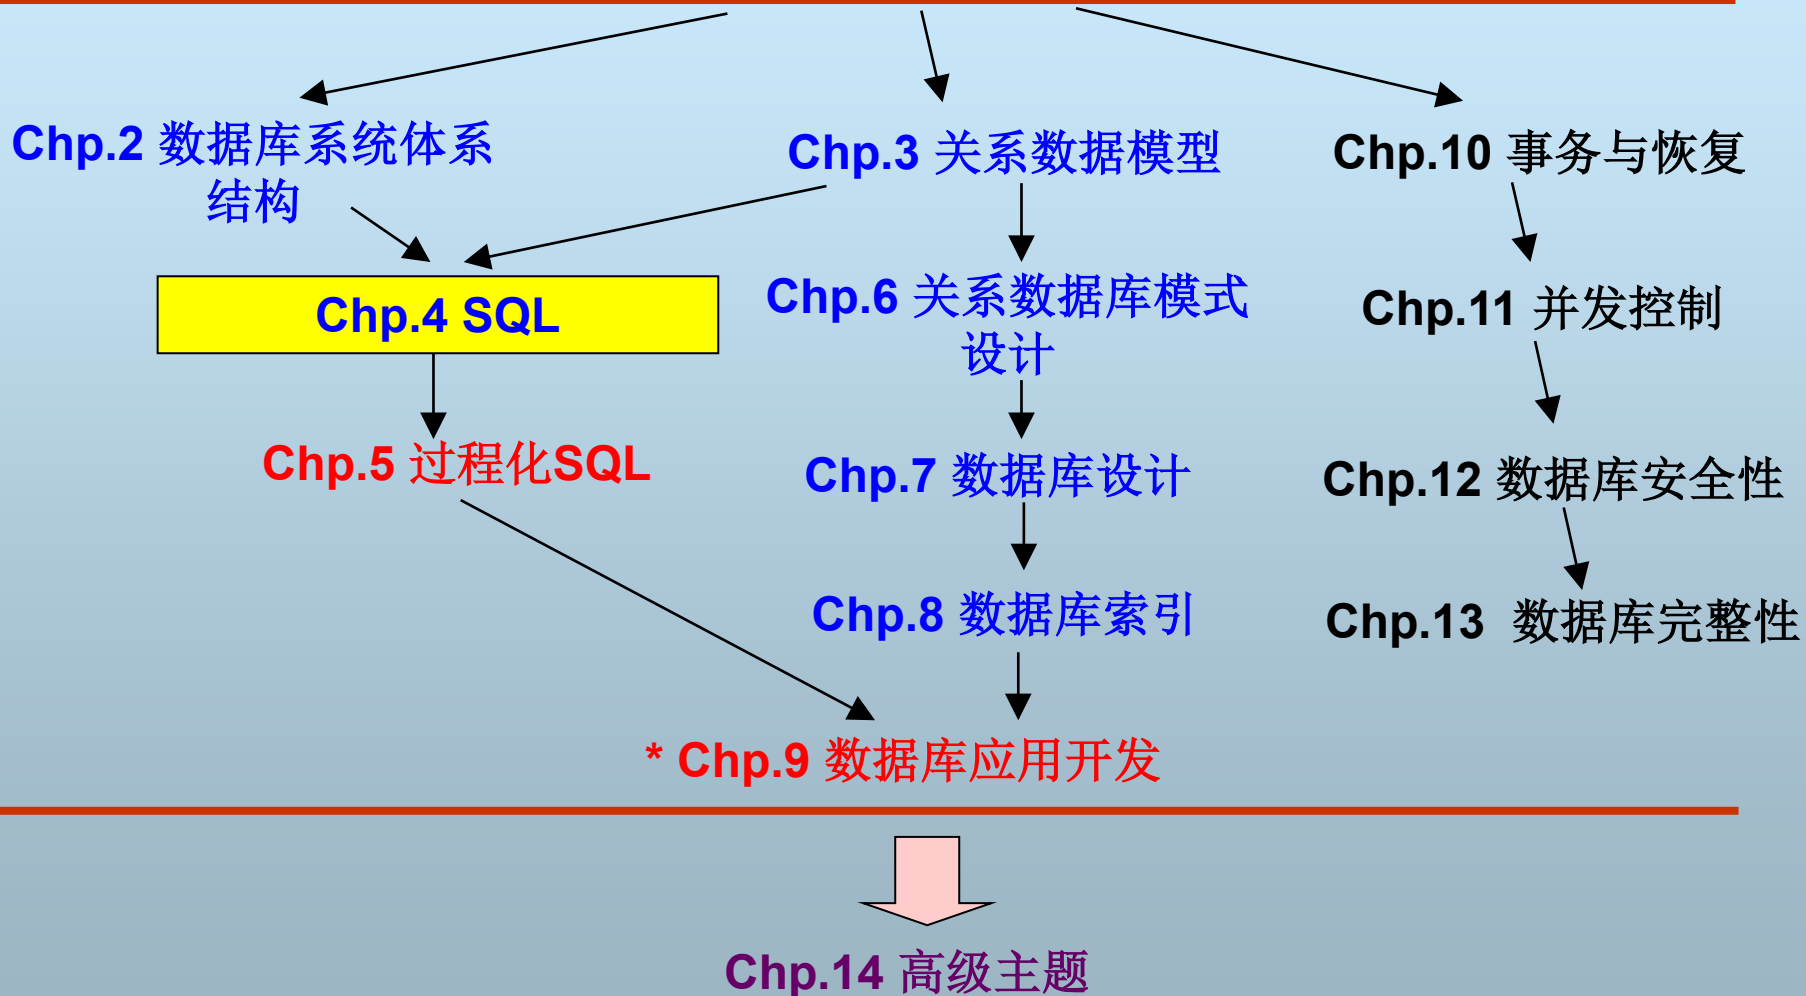 Chp.2 数据库系统体系
结构
Chp.3 关系数据模型
Chp.10 事务与恢复
Chp.4 SQL
Chp.6 关系数据库模式
设计
Chp.11 并发控制
Chp.5 过程化SQL
Chp.7 数据库设计
Chp.12 数据库安全性
Chp.8 数据库索引
Chp.13 数据库完整性
* Chp.9 数据库应用开发
Chp.14 高级主题